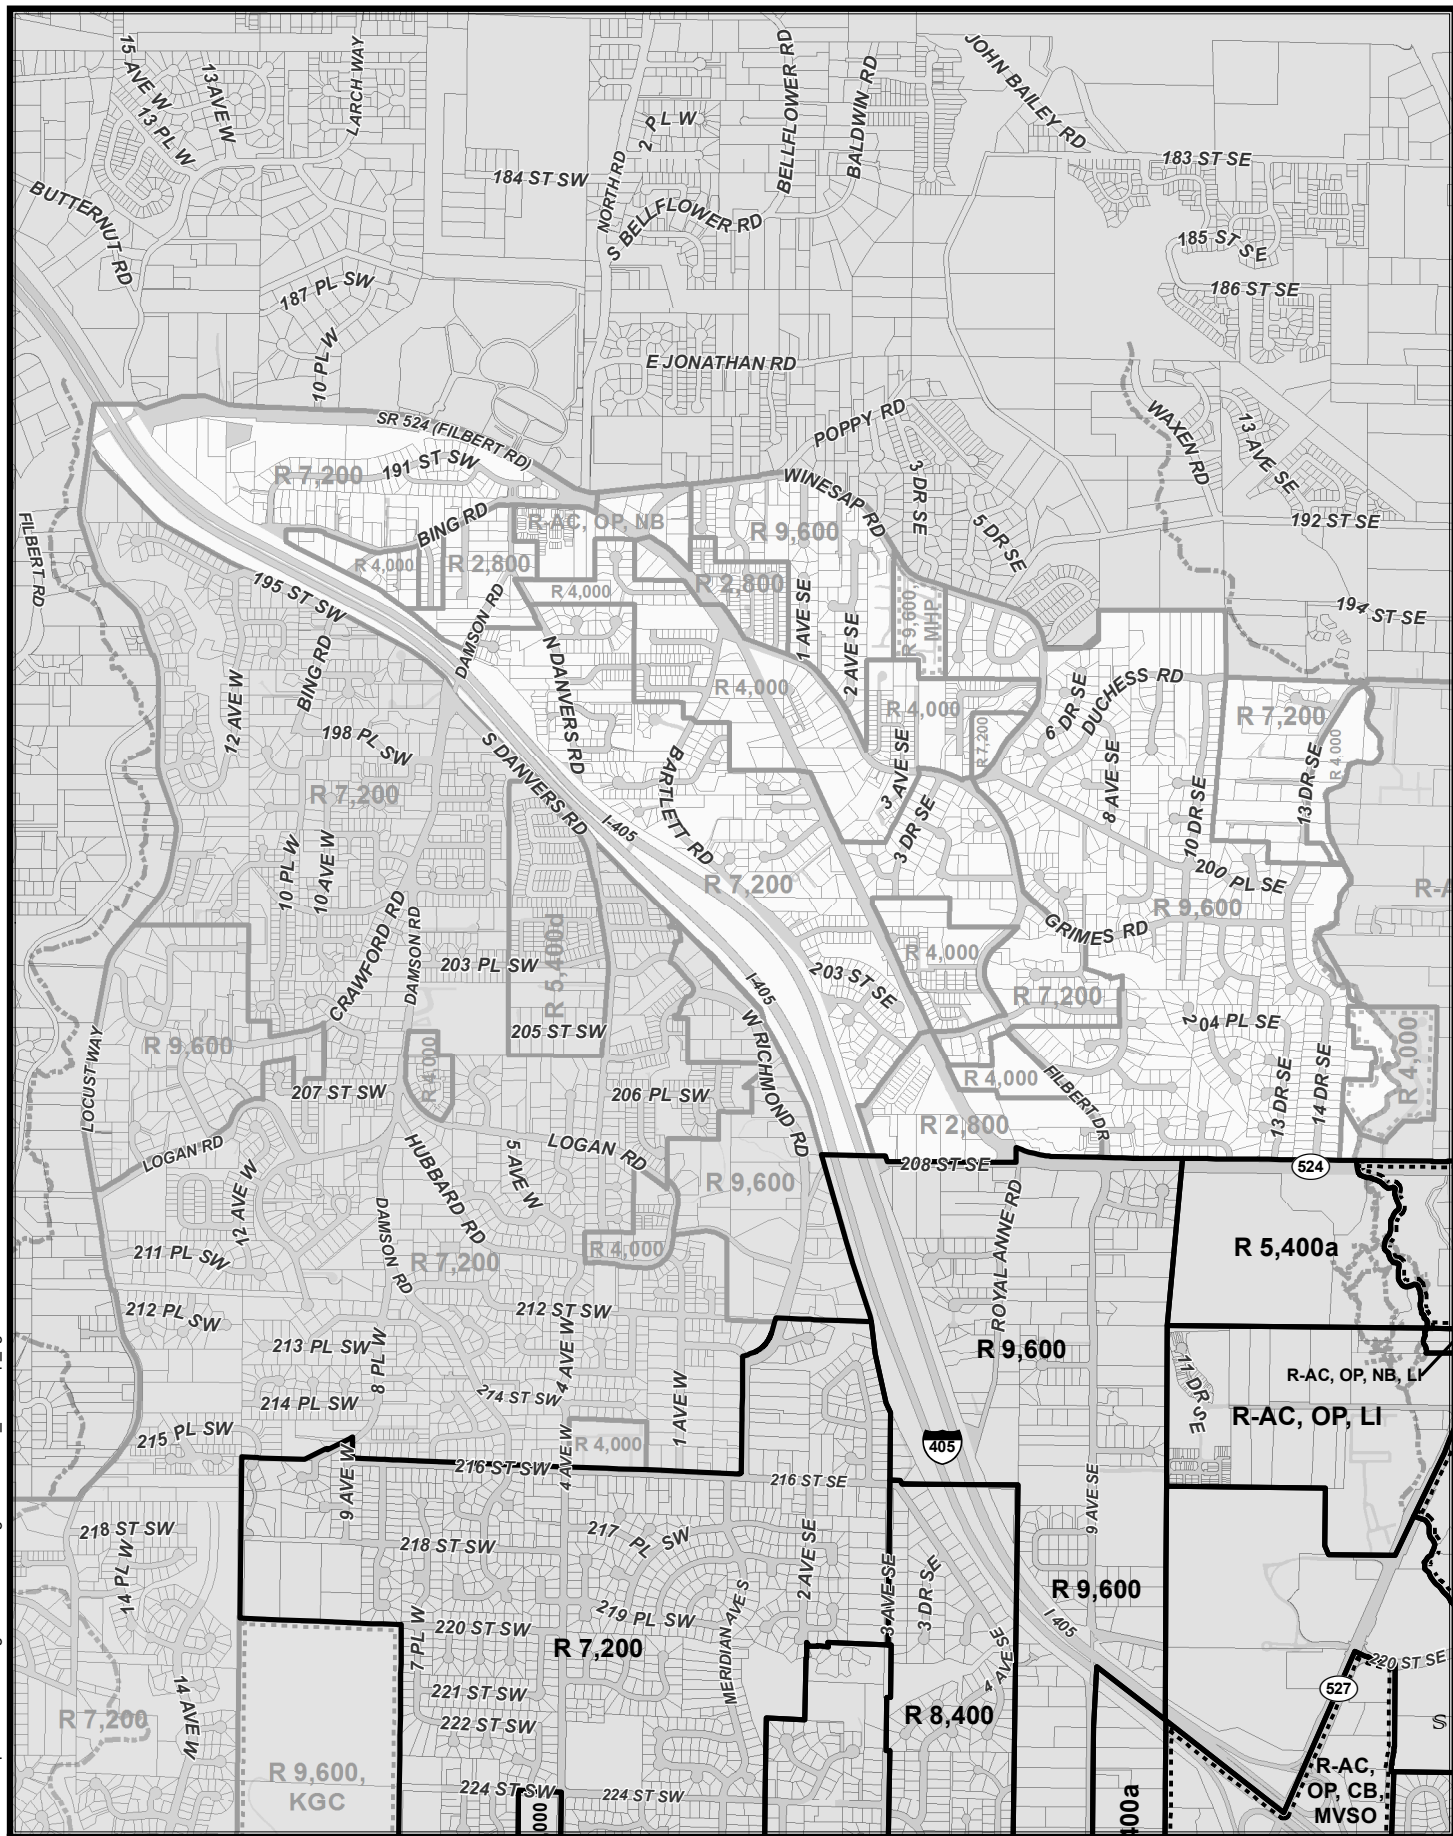 15 AVE W
13 AVE W
13 PL W
LARCH WAY
BUTTERNUT RD
187 PL SW
10 PL W
184 ST SW
NORTH RD
2 PL W
S BELLFLOWER RD
BELLFLOWER RD
BALDWIN RD
JOHN BAILEY RD
183 ST SE
185 ST SE
186 ST SE
E JONATHAN RD
POPPY RD
WAXEN RD
13 AVE SE
192 ST SE
194 ST SE
SR 524 (FILBERT RD)
191 ST SW
R 7,200
BING RD
R-AC, OP, NB
WINESAP RD
3 DR SE
5 DR SE
R 9,600
FILBERT RD
R 4,000
R 2,800
R 4,000
R 2,800
195 ST SW
DAMSON RD
1 AVE SE
2 AVE SE
R 9,600,
MHP
12 AVE W
BING RD
N DANVERS RD
R 4,000
R 4,000
R 7,200
6 DR SE
DUCHESS RD
R 7,200
R 4,000
13 DR SE
198 PL SW
S DANVERS RD
R 7,200
I-405
BARTLETT RD
3 AVE SE
3 DR SE
8 AVE SE
10 DR SE
200 PL SE
R-A
10 PL W
10 AVE W
R 7,200
R 9,600
GRIMES RD
CRAWFORD RD
DAMSON RD
R 5,400d
203 PL SW
205 ST SW
I-405
203 ST SE
R 4,000
R 7,200
204 PL SE
LOCUST WAY
R 9,600
R 4,000
207 ST SW
206 PL SW
W RICHMOND RD
R 4,000
FILBERT DR
13 DR SE
14 DR SE
R 4,000
LOGAN RD
HUBBARD RD
5 AVE W
LOGAN RD
R 2,800
208 ST SE
524
12 AVE W
R 9,600
ROYAL ANNE RD
R 5,400a
211 PL SW
DAMSON RD
R 7,200
R 4,000
212 PL SW
212 ST SW
213 PL SW
8 PL W
4 AVE W
R 9,600
R-AC, OP, NB, LI
11 DR SE
214 PL SW
214 ST SW
1 AVE W
R-AC, OP, LI
215 PL SW
R 4,000
405
216 ST SW
4 AVE W
216 ST SE
9 AVE W
9 AVE SE
218 ST SW
14 PL W
218 ST SW
217 PL SW
2 AVE SE
3 AVE SE
3 DR SE
R 9,600
219 PL SW
MERIDIAN AVE S
I 405
7 PL W
220 ST SW
R 7,200
4 AVE SE
220 ST SE
527
221 ST SW
14 AVE W
R 7,200
222 ST SW
R 8,400
S
R 9,600,
KGC
224 ST SW
224 ST SW
000
400a
R-AC,
OP, CB,
MVSO